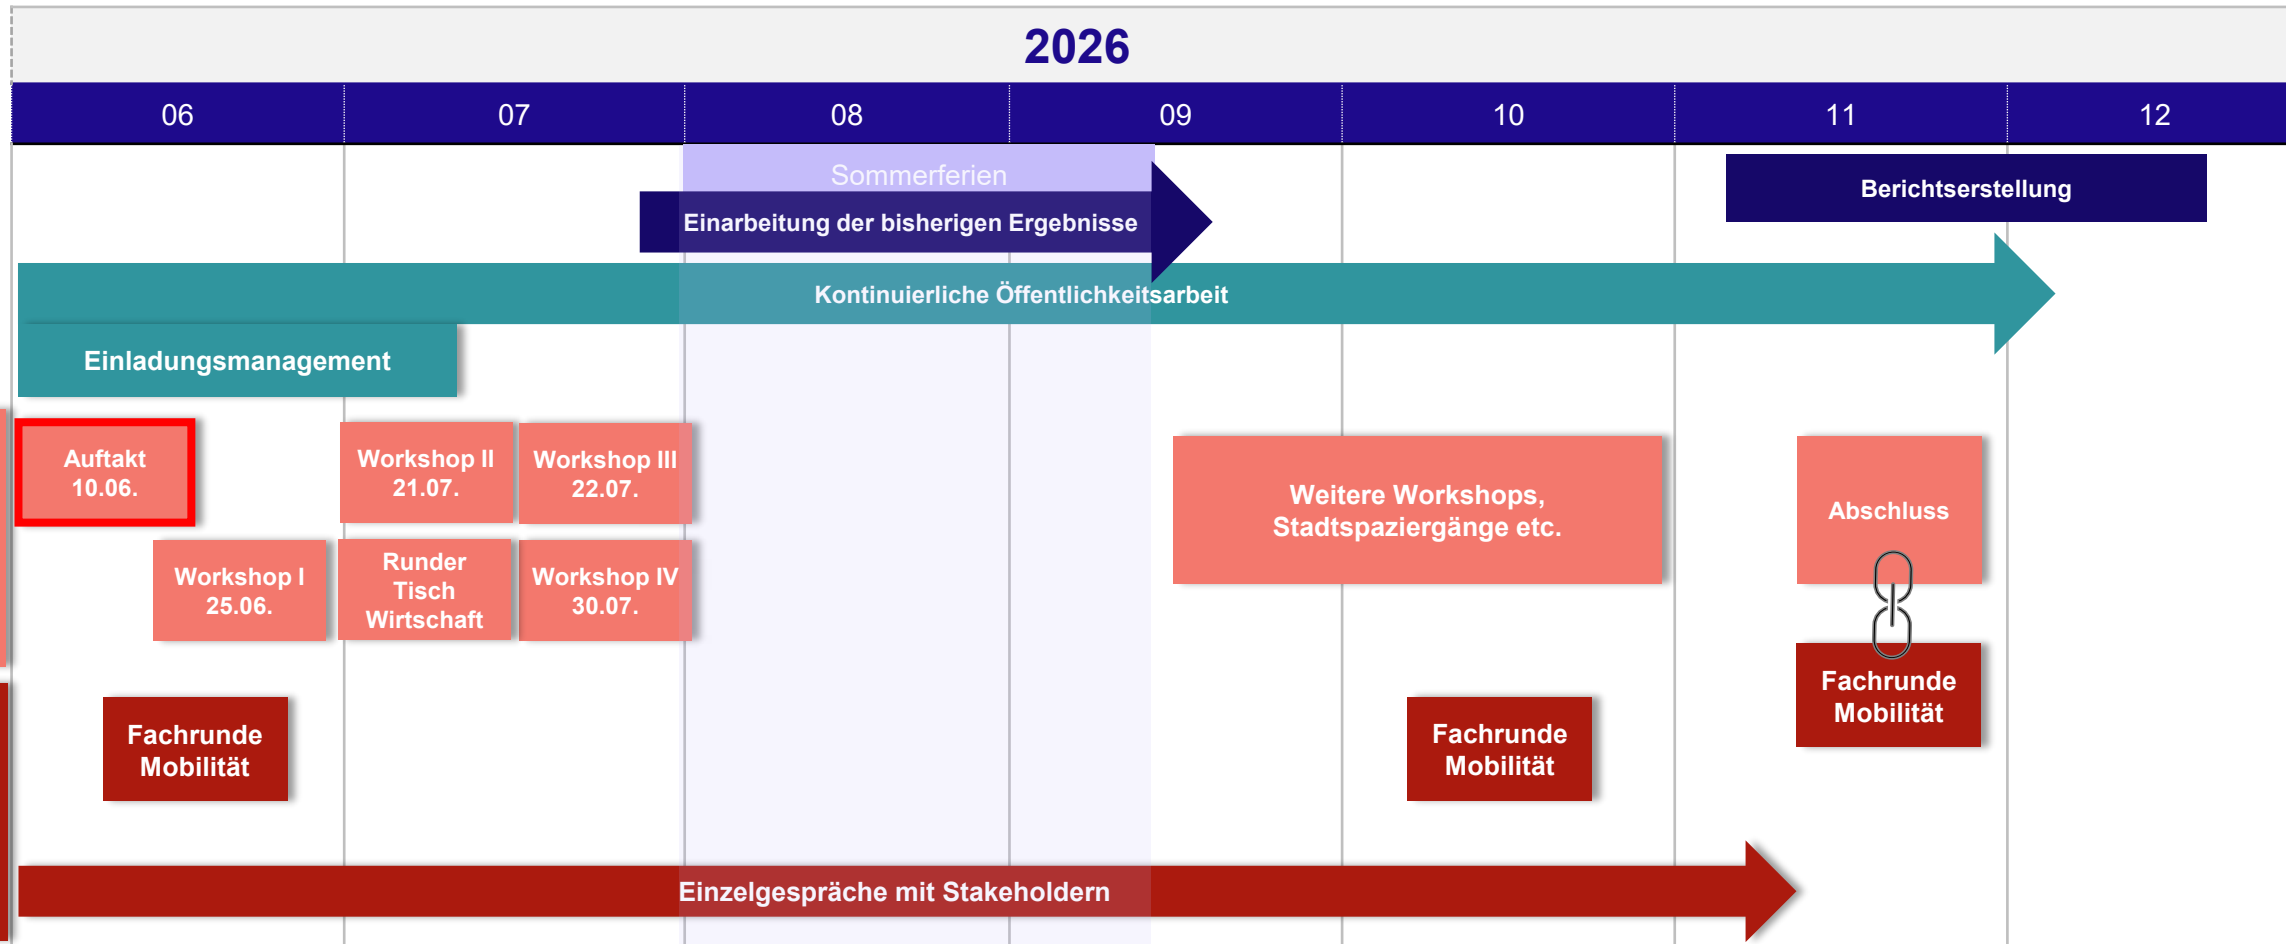 2026
06
07
08
09
10
11
12
Sommerferien
Berichtserstellung
Einarbeitung der bisherigen Ergebnisse
Kontinuierliche Öffentlichkeitsarbeit
Einladungsmanagement
Auftakt
10.06.
Workshop II
21.07.
Workshop III
22.07.
Weitere Workshops,
Stadtspaziergänge etc.
Abschluss
Workshop I
25.06.
Runder
Tisch
Wirtschaft
Workshop IV
30.07.
Fachrunde
Mobilität
Fachrunde
Mobilität
Fachrunde
Mobilität
Einzelgespräche mit Stakeholdern